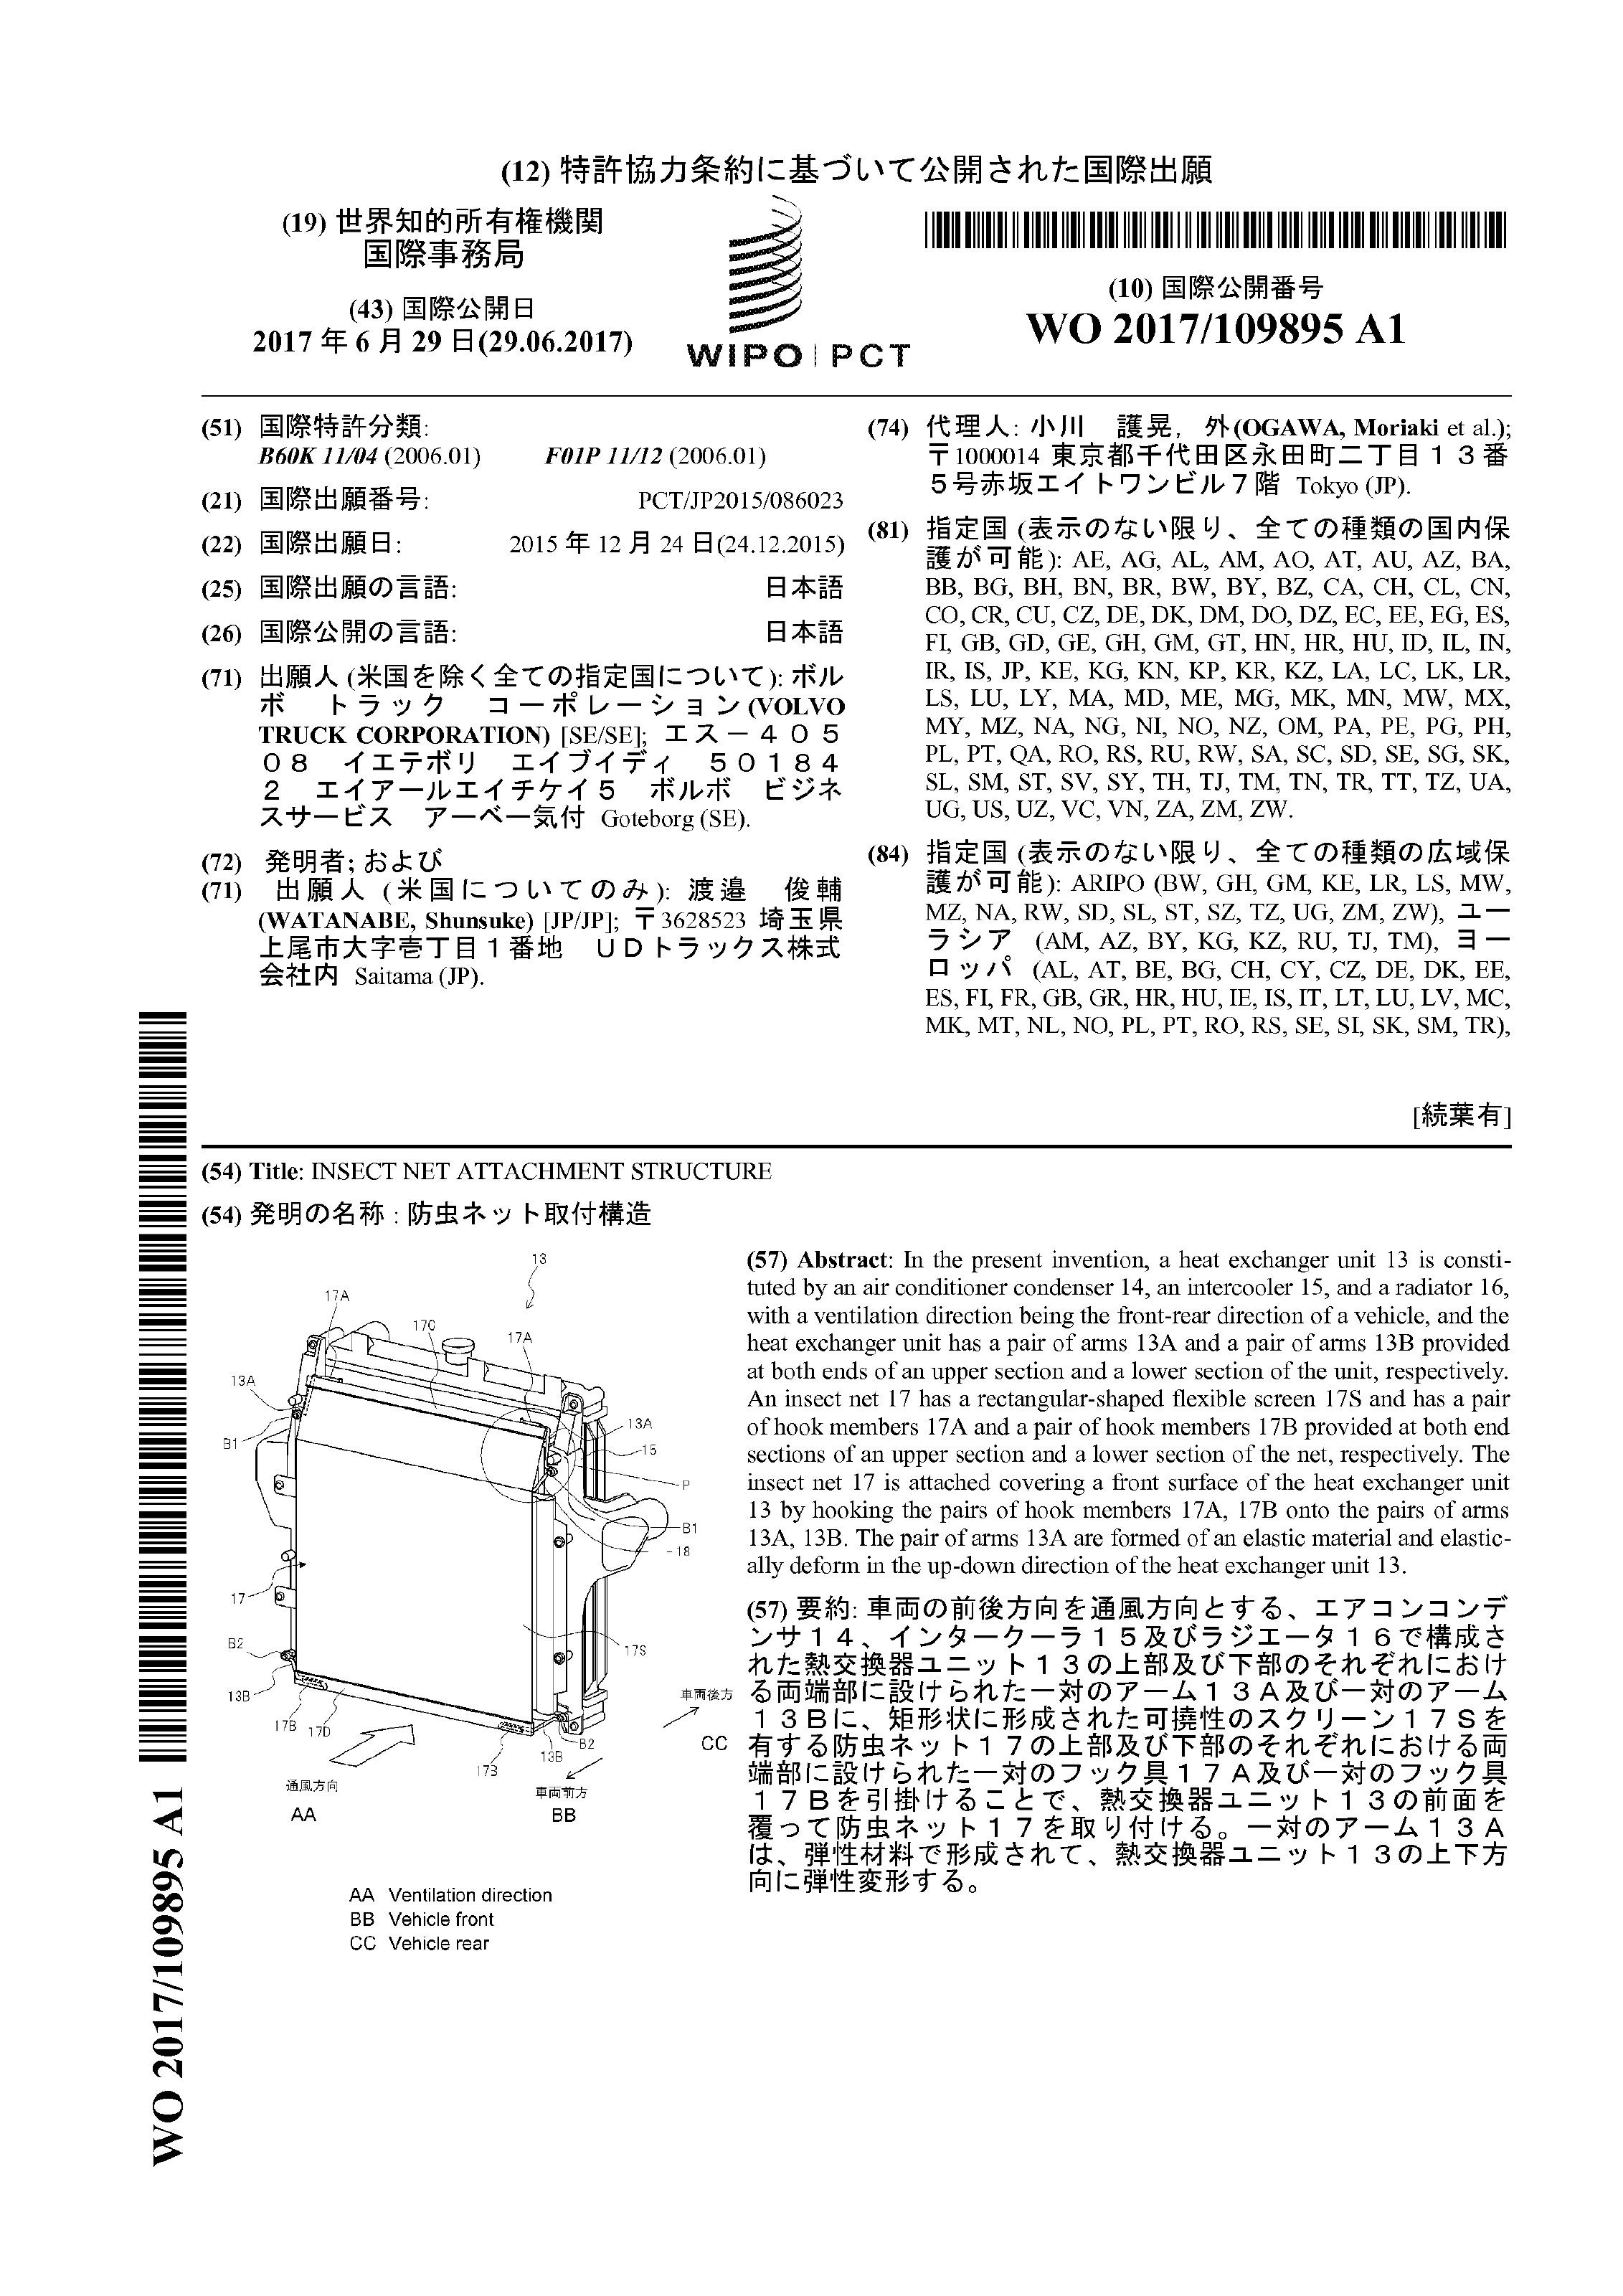 (12) 特許協力条約に基づいて公開された国際出願
(19) 世界知的所有権機関
国際事務局
(43) 国際公開日
2017 年 6 月 29 日(29.06.2017)
WIPO | PCT
(10) 国際公開番号
WO 2017/109895 A1
(51) 国際特許分類:
B60K 11/04 (2006.01) F01P 11/12 (2006.01)
(21) 国際出願番号: PCT/JP2015/086023
(22) 国際出願日: 2015 年 12 月 24 日(24.12.2015)
(25) 国際出願の言語: 日本語
(26) 国際公開の言語: 日本語
(71) 出願人 (米国を除く全ての指定国について): ボル
ボ トラック コーポレーション(VOLVO
TRUCK CORPORATION) [SE/SE]; エス－４０５
０８ イエテボリ エイブイディ ５０１８４
２ エイアールエイチケイ５ ボルボ ビジネ
スサービス アーベー気付 Goteborg (SE).
(72) 発明者; および
(71) 出願人 (米国についてのみ): 渡邉 俊輔
(WATANABE, Shunsuke) [JP/JP]; 〒3628523 埼玉県
上尾市大字壱丁目１番地 ＵＤトラックス株式
会社内 Saitama (JP).
(74) 代理人: 小川 護晃, 外(OGAWA, Moriaki et al.);
〒1000014 東京都千代田区永田町二丁目１３番
５号赤坂エイトワンビル７階 Tokyo (JP).
(81) 指定国 (表示のない限り、全ての種類の国内保
護が可能): AE, AG, AL, AM, AO, AT, AU, AZ, BA,
BB, BG, BH, BN, BR, BW, BY, BZ, CA, CH, CL, CN,
CO, CR, CU, CZ, DE, DK, DM, DO, DZ, EC, EE, EG, ES,
FI, GB, GD, GE, GH, GM, GT, HN, HR, HU, ID, IL, IN,
IR, IS, JP, KE, KG, KN, KP, KR, KZ, LA, LC, LK, LR,
LS, LU, LY, MA, MD, ME, MG, MK, MN, MW, MX,
MY, MZ, NA, NG, NI, NO, NZ, OM, PA, PE, PG, PH,
PL, PT, QA, RO, RS, RU, RW, SA, SC, SD, SE, SG, SK,
SL, SM, ST, SV, SY, TH, TJ, TM, TN, TR, TT, TZ, UA,
UG, US, UZ, VC, VN, ZA, ZM, ZW.
(84) 指定国 (表示のない限り、全ての種類の広域保
護が可能): ARIPO (BW, GH, GM, KE, LR, LS, MW,
MZ, NA, RW, SD, SL, ST, SZ, TZ, UG, ZM, ZW), ユー
ラシア (AM, AZ, BY, KG, KZ, RU, TJ, TM), ヨー
ロッパ (AL, AT, BE, BG, CH, CY, CZ, DE, DK, EE,
ES, FI, FR, GB, GR, HR, HU, IE, IS, IT, LT, LU, LV, MC,
MK, MT, NL, NO, PL, PT, RO, RS, SE, SI, SK, SM, TR),
[続葉有]
(54) Title: INSECT NET ATTACHMENT STRUCTURE
(54) 発明の名称 : 防虫ネット取付構造
13
17A
17C
17A
13A
13A
B1
15
P
B1
18
17
B2
17S
13B
車両後方
17B
17D
CC
B2
13B
17B
通風方向
車両前方
AA
BB
AA Ventilation direction
BB Vehicle front
CC Vehicle rear
(57) Abstract: In the present invention, a heat exchanger unit 13 is consti-
tuted by an air conditioner condenser 14, an intercooler 15, and a radiator 16,
with a ventilation direction being the front-rear direction of a vehicle, and the
heat exchanger unit has a pair of arms 13A and a pair of arms 13B provided
at both ends of an upper section and a lower section of the unit, respectively.
An insect net 17 has a rectangular-shaped flexible screen 17S and has a pair
of hook members 17A and a pair of hook members 17B provided at both end
sections of an upper section and a lower section of the net, respectively. The
insect net 17 is attached covering a front surface of the heat exchanger unit
13 by hooking the pairs of hook members 17A, 17B onto the pairs of arms
13A, 13B. The pair of arms 13A are formed of an elastic material and elastic-
ally deform in the up-down direction of the heat exchanger unit 13.
(57) 要約: 車両の前後方向を通風方向とする、エアコンコンデ
ンサ１４、インタークーラ１５及びラジエータ１６で構成さ
れた熱交換器ユニット１３の上部及び下部のそれぞれにおけ
る両端部に設けられた一対のアーム１３Ａ及び一対のアーム
１３Ｂに、矩形状に形成された可撓性のスクリーン１７Ｓを
有する防虫ネット１７の上部及び下部のそれぞれにおける両
端部に設けられた一対のフック具１７Ａ及び一対のフック具
１７Ｂを引掛けることで、熱交換器ユニット１３の前面を
覆って防虫ネット１７を取り付ける。一対のアーム１３Ａ
は、弾性材料で形成されて、熱交換器ユニット１３の上下方
向に弾性変形する。
WO 2017/109895 A1